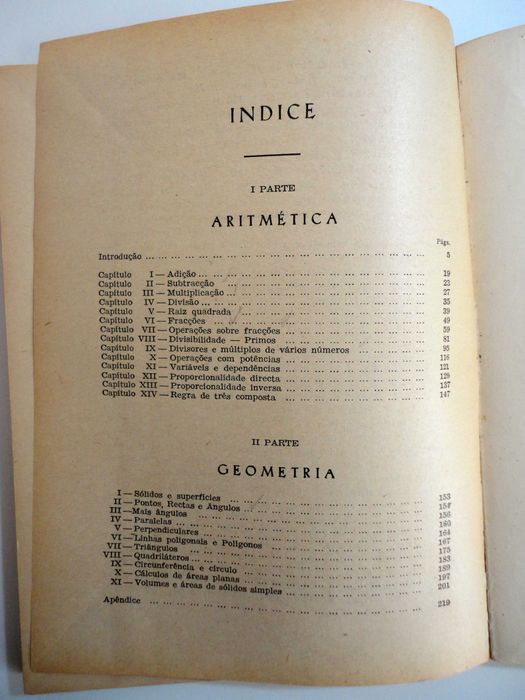 INDICE
I PARTE
ARITMÉTICA
Págs.
Introdução ... 5
Capítulo I — Adição ... 19
Capítulo II — Subtracção ... 23
Capítulo III — Multiplicação ... 27
Capítulo IV — Divisão ... 35
Capítulo V — Raiz quadrada ... 39
Capítulo VI — Fracções ... 49
Capítulo VII — Operações sobre fracções ... 59
Capítulo VIII — Divisibilidade — Primos ... 81
Capítulo IX — Divisores e múltiplos de vários números ... 95
Capítulo X — Operações com potências ... 116
Capítulo XI — Variáveis e dependências ... 121
Capítulo XII — Proporcionalidade directa ... 129
Capítulo XIII — Proporcionalidade inversa ... 137
Capítulo XIV — Regra de três composta ... 147
II PARTE
GEOMETRIA
I — Sólidos e superfícies ... 153
II — Pontos, Rectas e Ângulos ... 154
III — Mais ângulos ... 156
IV — Paralelas ... 160
V — Perpendiculares ... 164
VI — Linhas poligonais e Polígonos ... 167
VII — Triângulos ... 175
VIII — Quadriláteros ... 183
IX — Circunferência e círculo ... 189
X — Cálculos de áreas planas ... 197
XI — Volumes e áreas de sólidos simples ... 201
Apêndice ... 219